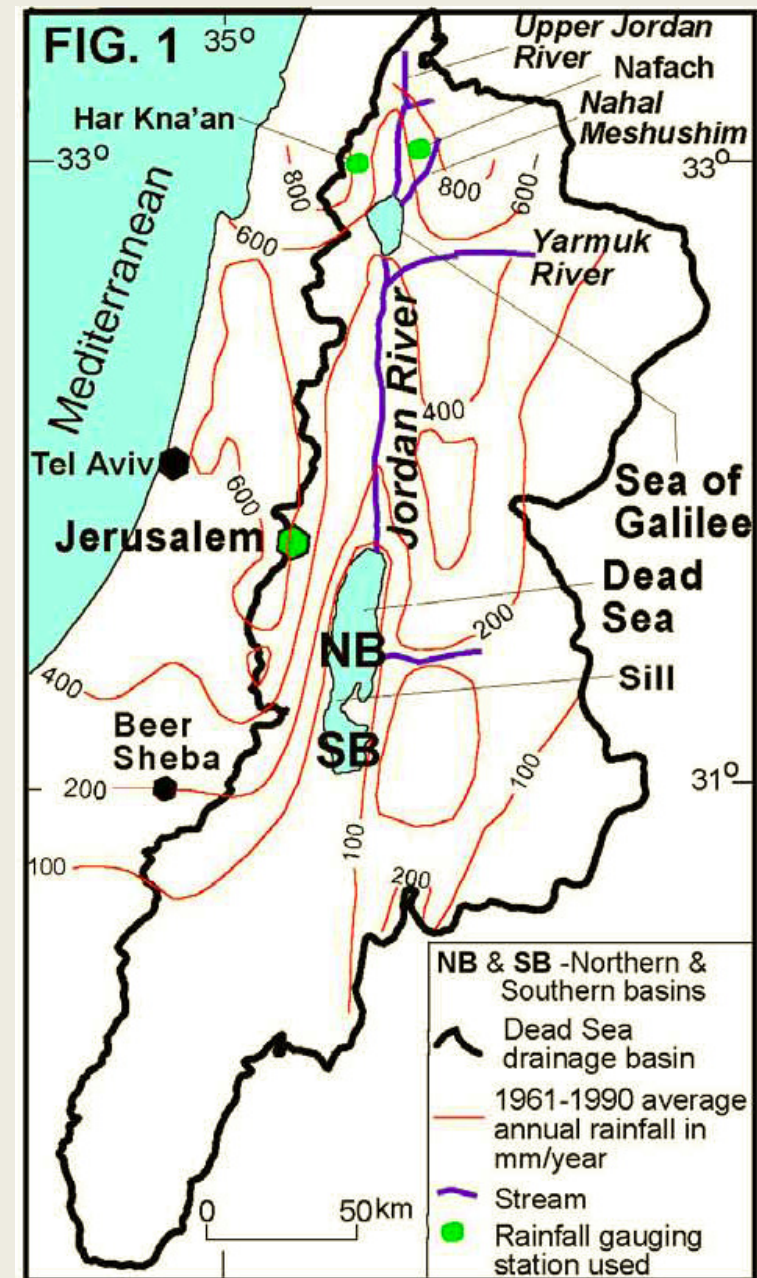 FIG. 1
35°
Upper Jordan
River
Nafach
Nahal
Meshushim
Har Kna'an
33°
33°
800
800
600
600
Mediterranean
Yarmuk
River
Jordan River
400
Tel Aviv
600
Sea of
Galilee
Jerusalem
Dead
Sea
200
NB
Sill
400
Beer
Sheba
SB
200
31°
100
100
100
200
NB & SB -Northern &
Southern basins
Dead Sea
drainage basin
1961-1990 average
annual rainfall in
mm/year
Stream
Rainfall gauging
station used
0 50km